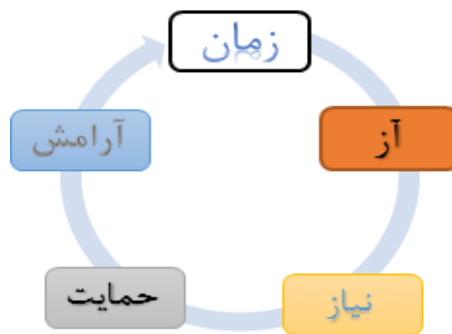 زمان
آز
نیاز
حمایت
آرامش